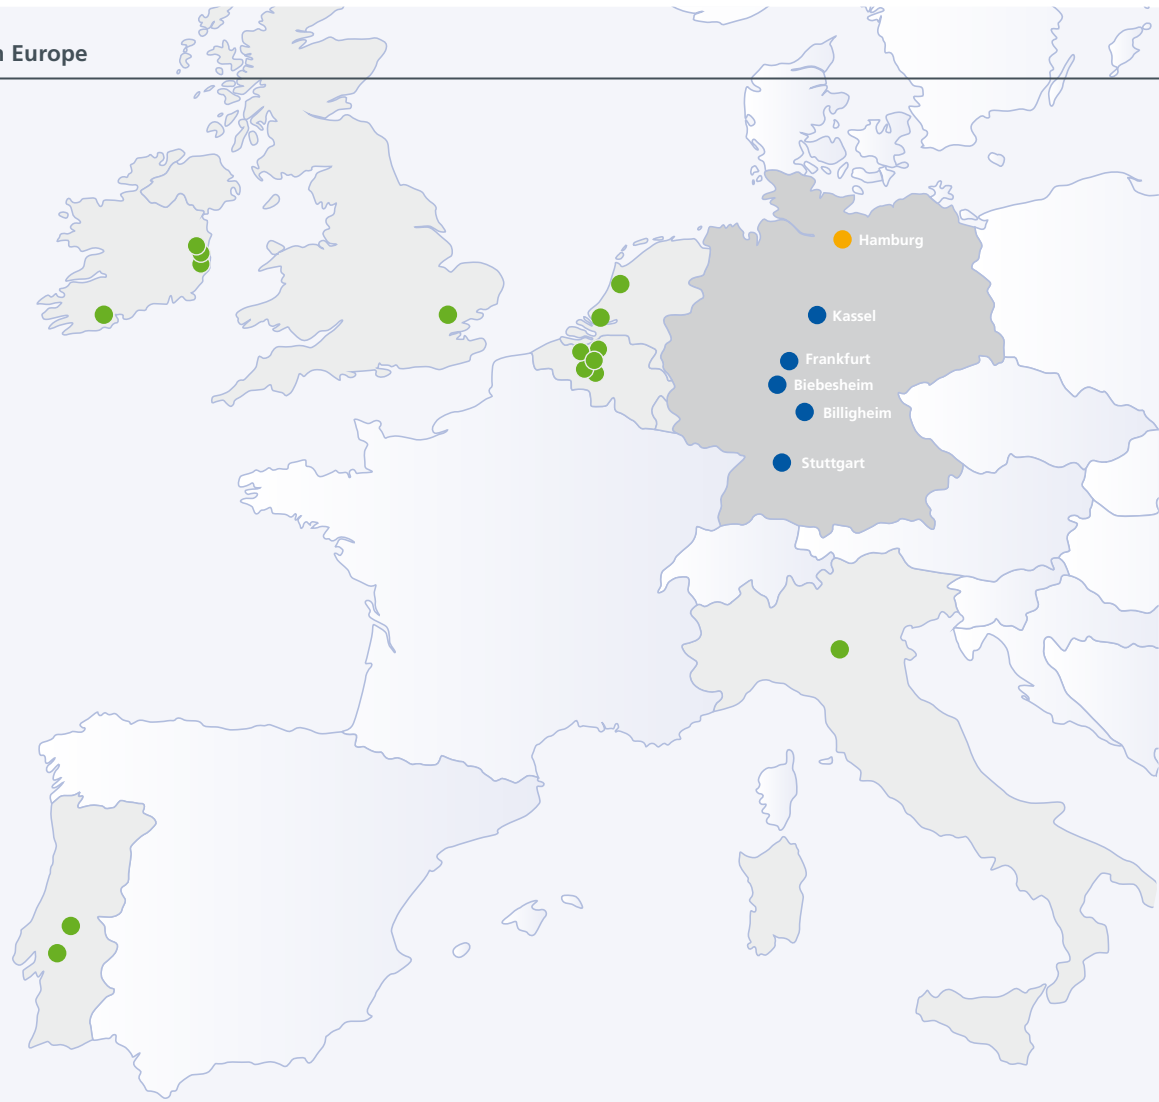 n Europe
Hamburg
Kassel
Frankfurt
Biebesheim
Billigheim
Stuttgart